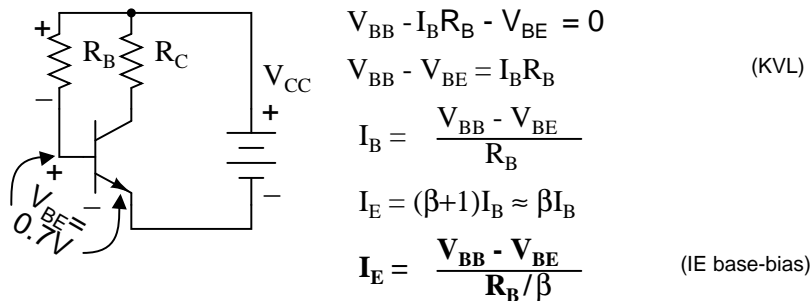 +
R_B
R_C
V_CC
+
−
−
+
−
V_BE=
0.7V
V_BB - I_BR_B - V_BE = 0
V_BB - V_BE = I_BR_B (KVL)
I_B = (V_BB - V_BE) / R_B
I_E = (β+1)I_B ≈ βI_B
I_E = (V_BB - V_BE) / (R_B/β) (IE base-bias)